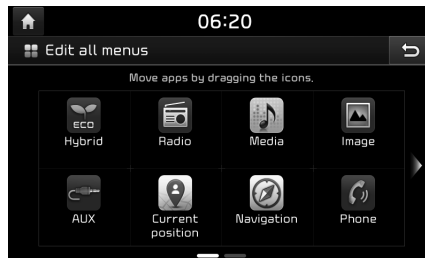 06:20
Edit all menus
Move apps by dragging the icons.
ECO
Hybrid Radio Media Image
AUX Current position Navigation Phone